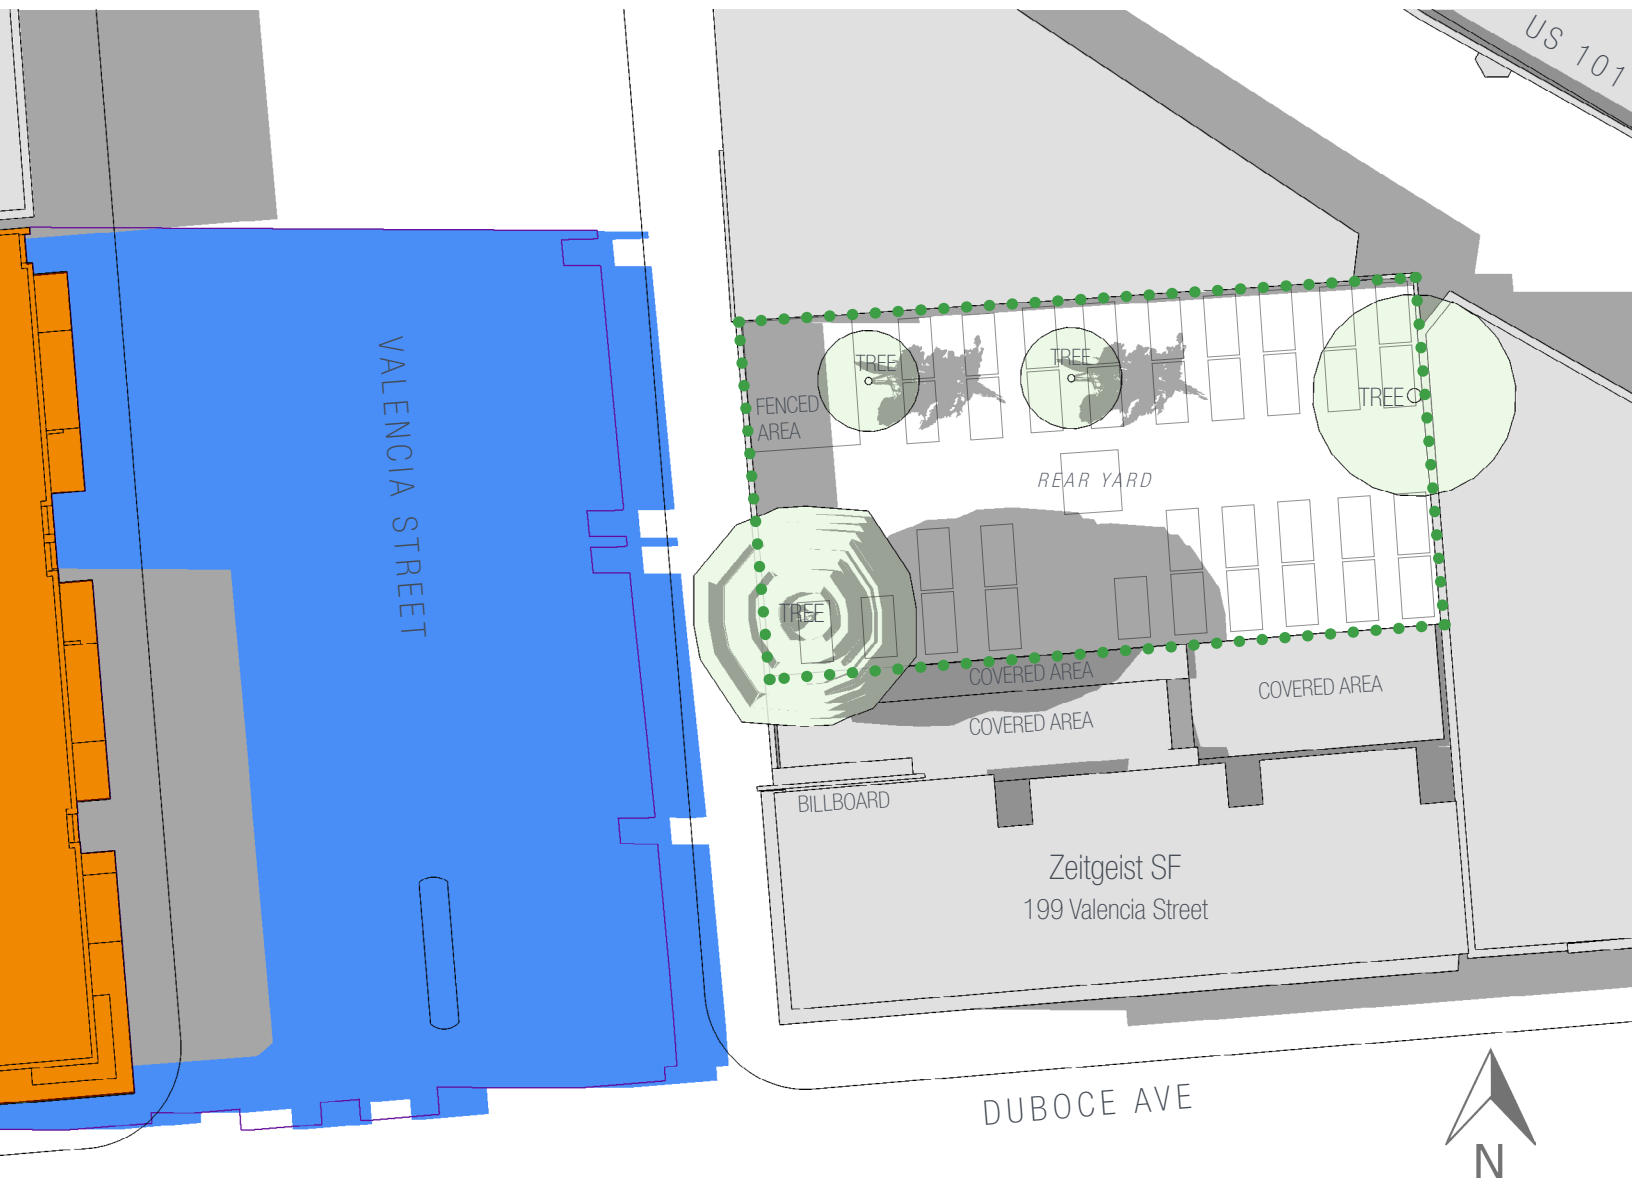 US 101
VALENCIA STREET
TREE
TREE
TREE
FENCED
AREA
REAR YARD
TREE
COVERED AREA
COVERED AREA
COVERED AREA
BILLBOARD
Zeitgeist SF
199 Valencia Street
DUBOCE AVE
N